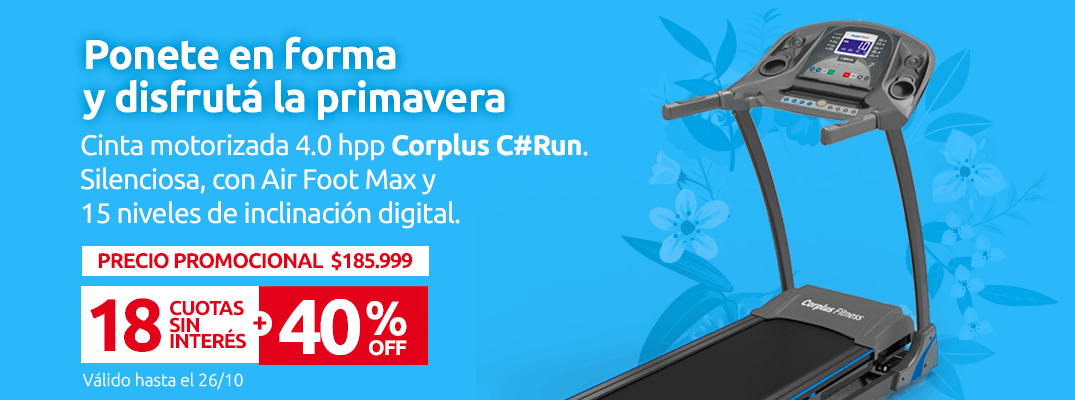 Ponete en forma
y disfrutá la primavera
Cinta motorizada 4.0 hpp Corplus C#Run.
Silenciosa, con Air Foot Max y
15 niveles de inclinación digital.
PRECIO PROMOCIONAL $185.999
18 CUOTAS SIN INTERÉS + 40% OFF
Válido hasta el 26/10
Corplus Fitness